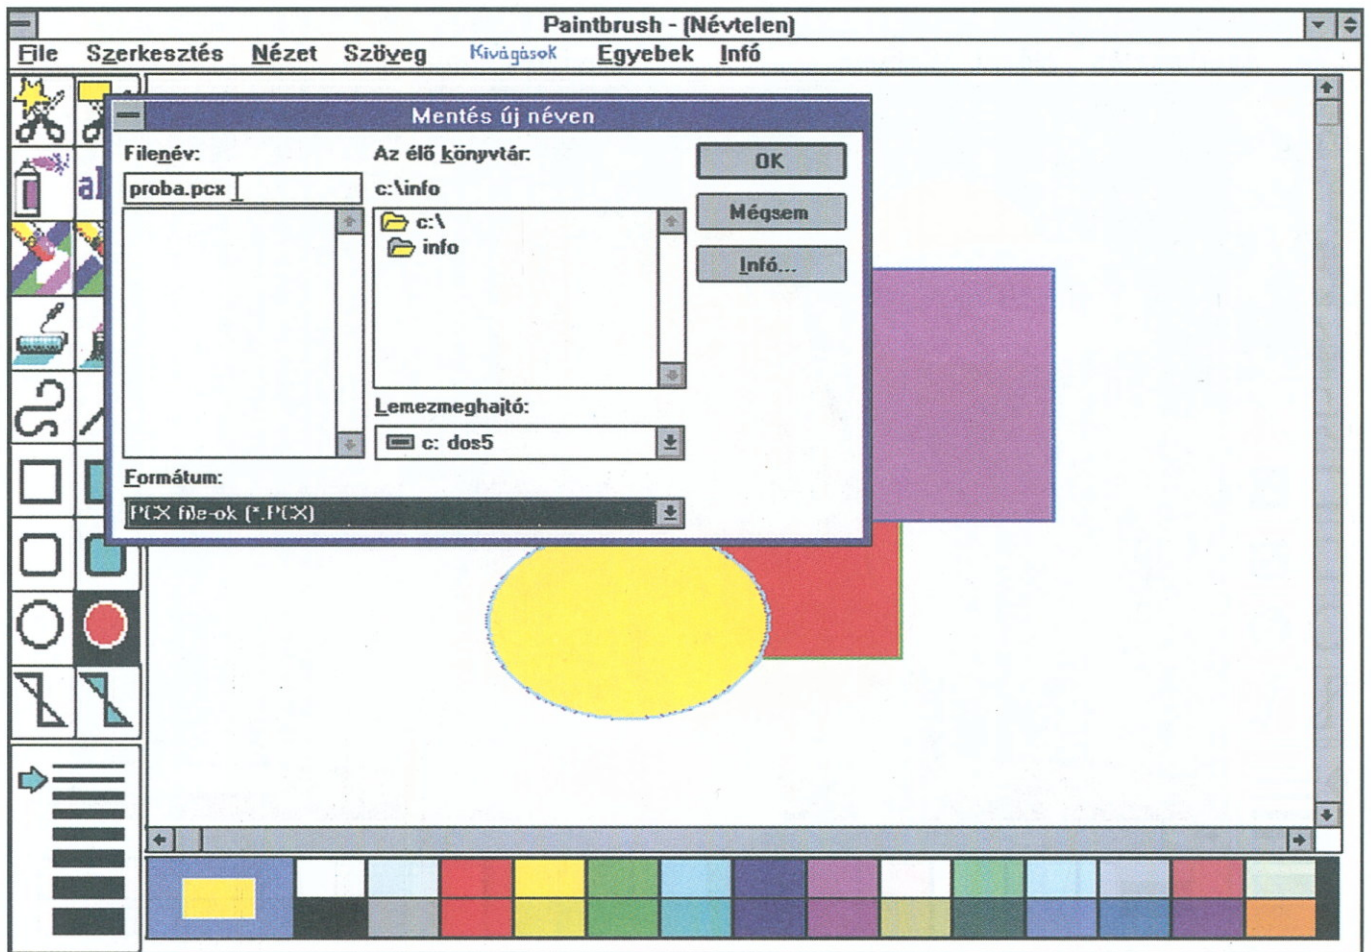 Paintbrush - (Névtelen)
File Szerkesztés Nézet Szöveg Kivágások Egyebek Infó
Mentés új néven
Filenév:
Az élő könyvtár:
OK
proba.pcx
c:\info
Mégsem
c:\
info
Infó...
Lemezmeghajtó:
c: dos5
Formátum:
PCX file-ok (*.PCX)